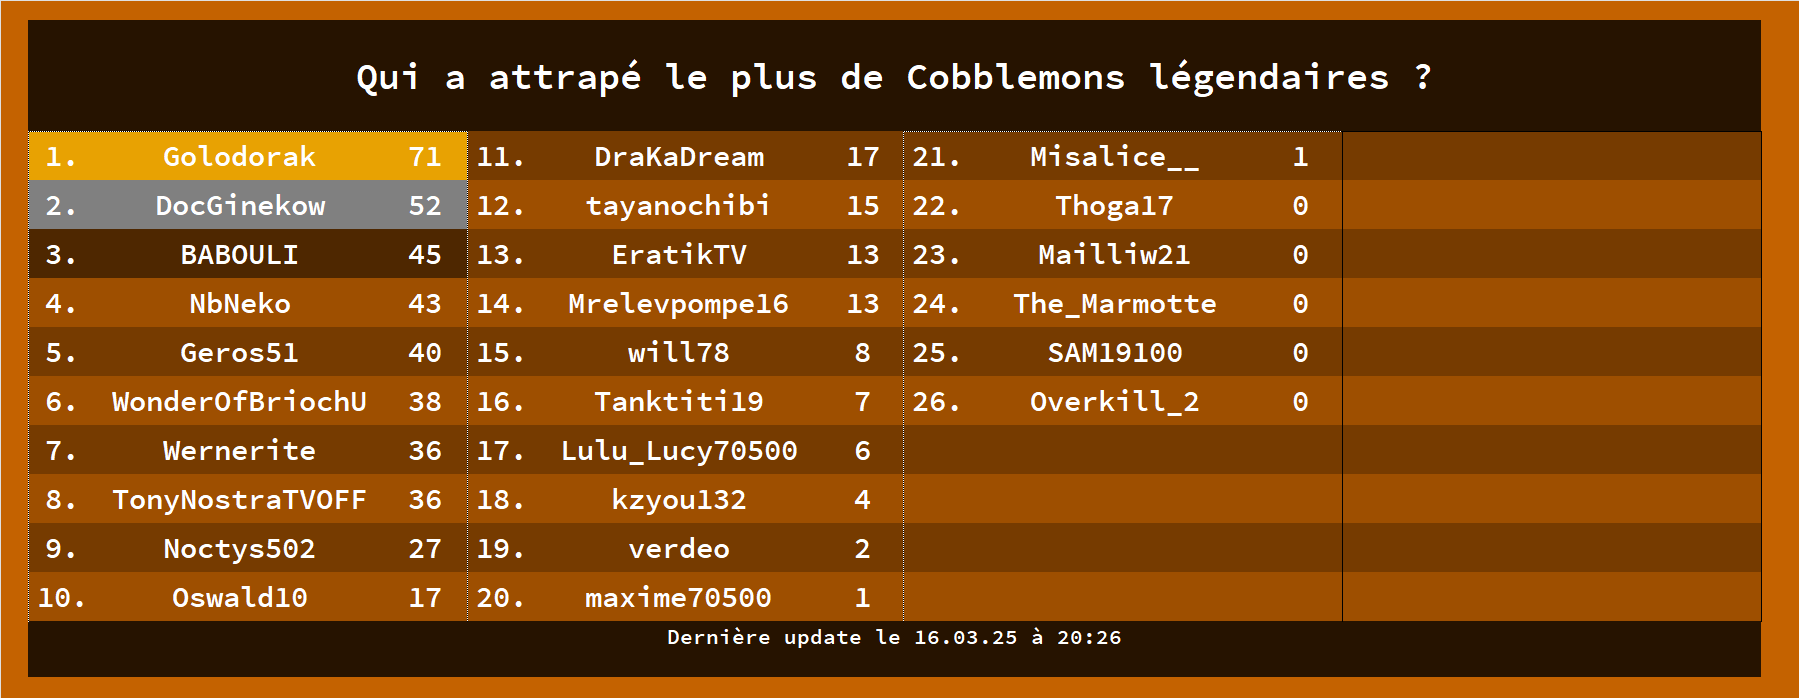 Qui a attrapé le plus de Cobblemons légendaires ?
1. Golodorak 71
2. DocGinekow 52
3. BABOULI 45
4. NbNeko 43
5. Geros51 40
6. WonderOfBriochU 38
7. Wernerite 36
8. TonyNostraTVOFF 36
9. Noctys502 27
10. Oswald10 17
11. DraKaDream 17
12. tayanochibi 15
13. EratikTV 13
14. Mrelevpompe16 13
15. will78 8
16. Tanktiti19 7
17. Lulu_Lucy70500 6
18. kzyou132 4
19. verdeo 2
20. maxime70500 1
21. Misalice__ 1
22. Thoga17 0
23. Mailliw21 0
24. The_Marmotte 0
25. SAM19100 0
26. Overkill_2 0
Dernière update le 16.03.25 à 20:26